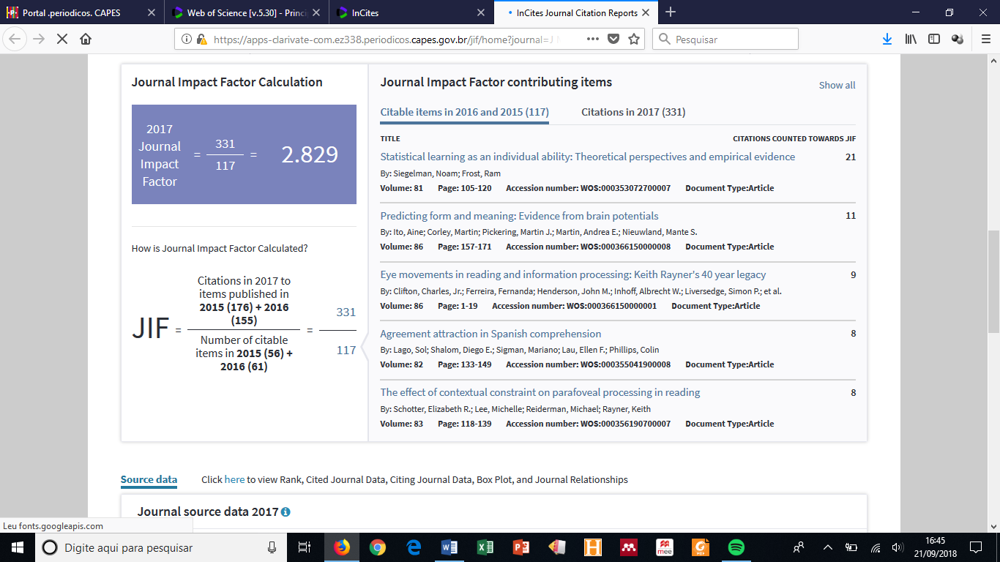 Portal .periodicos. CAPES
Web of Science [v.5.30] - Princi
InCites
InCites Journal Citation Reports
https://apps-clarivate-com.ez338.periodicos.capes.gov.br/jif/home?journal=J M
Pesquisar
Journal Impact Factor Calculation
2017
Journal
Impact
Factor
= 331
117
= 2.829
How is Journal Impact Factor Calculated?
JIF =
Citations in 2017 to
items published in
2015 (176) + 2016
(155)
Number of citable
items in 2015 (56) +
2016 (61)
=
331
117
Journal Impact Factor contributing items
Show all
Citable items in 2016 and 2015 (117) Citations in 2017 (331)
TITLE CITATIONS COUNTED TOWARDS JIF
Statistical learning as an individual ability: Theoretical perspectives and empirical evidence 21
By: Siegelman, Noam; Frost, Ram
Volume: 81 Page: 105-120 Accession number: WOS:000353072700007 Document Type:Article
Predicting form and meaning: Evidence from brain potentials 11
By: Ito, Aine; Corley, Martin; Pickering, Martin J.; Martin, Andrea E.; Nieuwland, Mante S.
Volume: 86 Page: 157-171 Accession number: WOS:000366150000008 Document Type:Article
Eye movements in reading and information processing: Keith Rayner's 40 year legacy 9
By: Clifton, Charles, Jr.; Ferreira, Fernanda; Henderson, John M.; Inhoff, Albrecht W.; Liversedge, Simon P.; et al.
Volume: 86 Page: 1-19 Accession number: WOS:000366150000001 Document Type:Article
Agreement attraction in Spanish comprehension 8
By: Lago, Sol; Shalom, Diego E.; Sigman, Mariano; Lau, Ellen F.; Phillips, Colin
Volume: 82 Page: 133-149 Accession number: WOS:000355041900008 Document Type:Article
The effect of contextual constraint on parafoveal processing in reading 8
By: Schotter, Elizabeth R.; Lee, Michelle; Reiderman, Michael; Rayner, Keith
Volume: 83 Page: 118-139 Accession number: WOS:000356190700007 Document Type:Article
Source data Click here to view Rank, Cited Journal Data, Citing Journal Data, Box Plot, and Journal Relationships
Journal source data 2017
Leu fonts.googleapis.com
Digite aqui para pesquisar
mee
PDF
16:45
21/09/2018